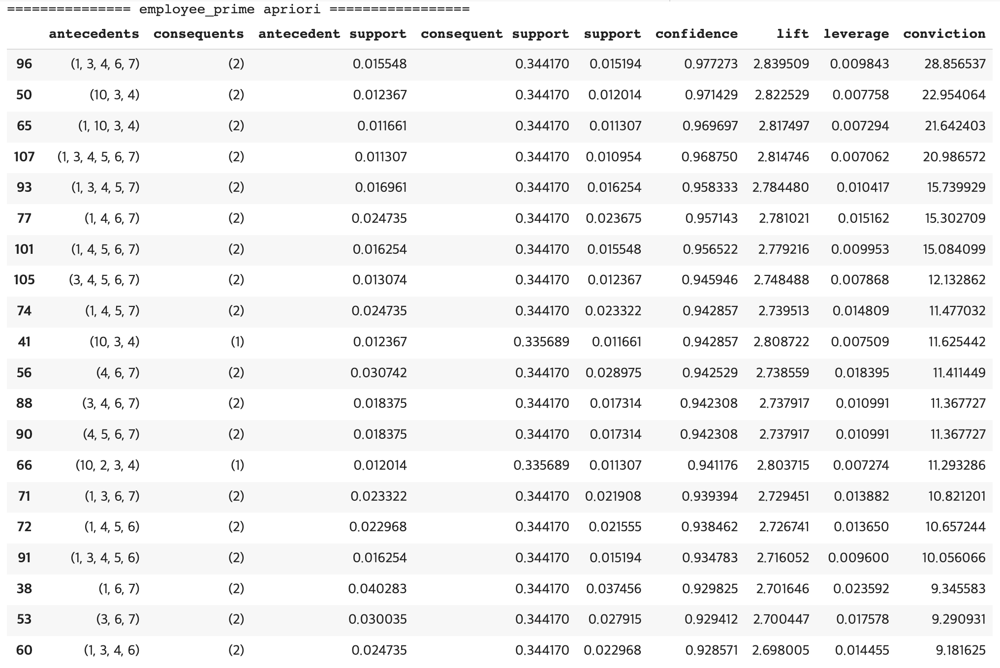 =============== employee_prime apriori =================
antecedents consequents antecedent support consequent support support confidence lift leverage conviction
96 (1, 3, 4, 6, 7) (2) 0.015548 0.344170 0.015194 0.977273 2.839509 0.009843 28.856537
50 (10, 3, 4) (2) 0.012367 0.344170 0.012014 0.971429 2.822529 0.007758 22.954064
65 (1, 10, 3, 4) (2) 0.011661 0.344170 0.011307 0.969697 2.817497 0.007294 21.642403
107 (1, 3, 4, 5, 6, 7) (2) 0.011307 0.344170 0.010954 0.968750 2.814746 0.007062 20.986572
93 (1, 3, 4, 5, 7) (2) 0.016961 0.344170 0.016254 0.958333 2.784480 0.010417 15.739929
77 (1, 4, 6, 7) (2) 0.024735 0.344170 0.023675 0.957143 2.781021 0.015162 15.302709
101 (1, 4, 5, 6, 7) (2) 0.016254 0.344170 0.015548 0.956522 2.779216 0.009953 15.084099
105 (3, 4, 5, 6, 7) (2) 0.013074 0.344170 0.012367 0.945946 2.748488 0.007868 12.132862
74 (1, 4, 5, 7) (2) 0.024735 0.344170 0.023322 0.942857 2.739513 0.014809 11.477032
41 (10, 3, 4) (1) 0.012367 0.335689 0.011661 0.942857 2.808722 0.007509 11.625442
56 (4, 6, 7) (2) 0.030742 0.344170 0.028975 0.942529 2.738559 0.018395 11.411449
88 (3, 4, 6, 7) (2) 0.018375 0.344170 0.017314 0.942308 2.737917 0.010991 11.367727
90 (4, 5, 6, 7) (2) 0.018375 0.344170 0.017314 0.942308 2.737917 0.010991 11.367727
66 (10, 2, 3, 4) (1) 0.012014 0.335689 0.011307 0.941176 2.803715 0.007274 11.293286
71 (1, 3, 6, 7) (2) 0.023322 0.344170 0.021908 0.939394 2.729451 0.013882 10.821201
72 (1, 4, 5, 6) (2) 0.022968 0.344170 0.021555 0.938462 2.726741 0.013650 10.657244
91 (1, 3, 4, 5, 6) (2) 0.016254 0.344170 0.015194 0.934783 2.716052 0.009600 10.056066
38 (1, 6, 7) (2) 0.040283 0.344170 0.037456 0.929825 2.701646 0.023592 9.345583
53 (3, 6, 7) (2) 0.030035 0.344170 0.027915 0.929412 2.700447 0.017578 9.290931
60 (1, 3, 4, 6) (2) 0.024735 0.344170 0.022968 0.928571 2.698005 0.014455 9.181625